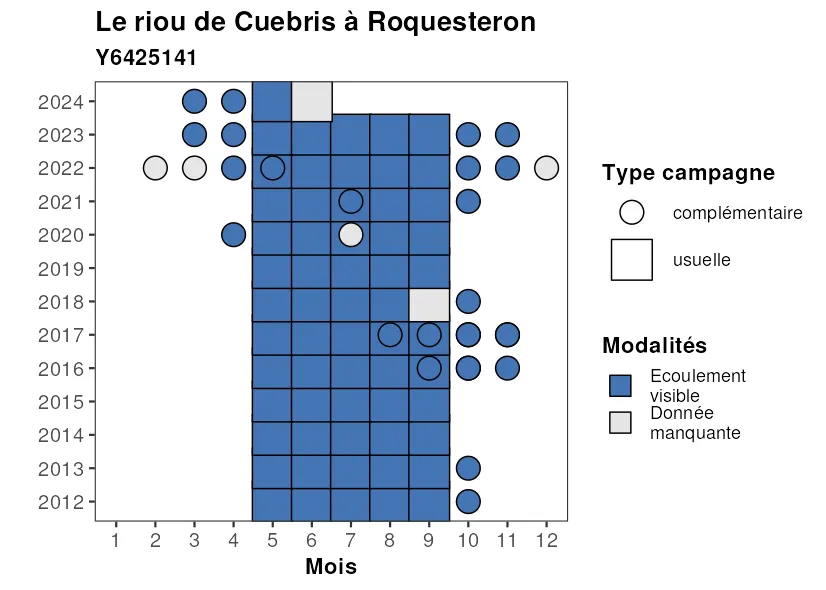 Le riou de Cuebris à Roquesteron
Y6425141
2024
2023
2022
2021
2020
2019
2018
2017
2016
2015
2014
2013
2012
1 2 3 4 5 6 7 8 9 10 11 12
Mois
Type campagne
complémentaire
usuelle
Modalités
Ecoulement
visible
Donnée
manquante